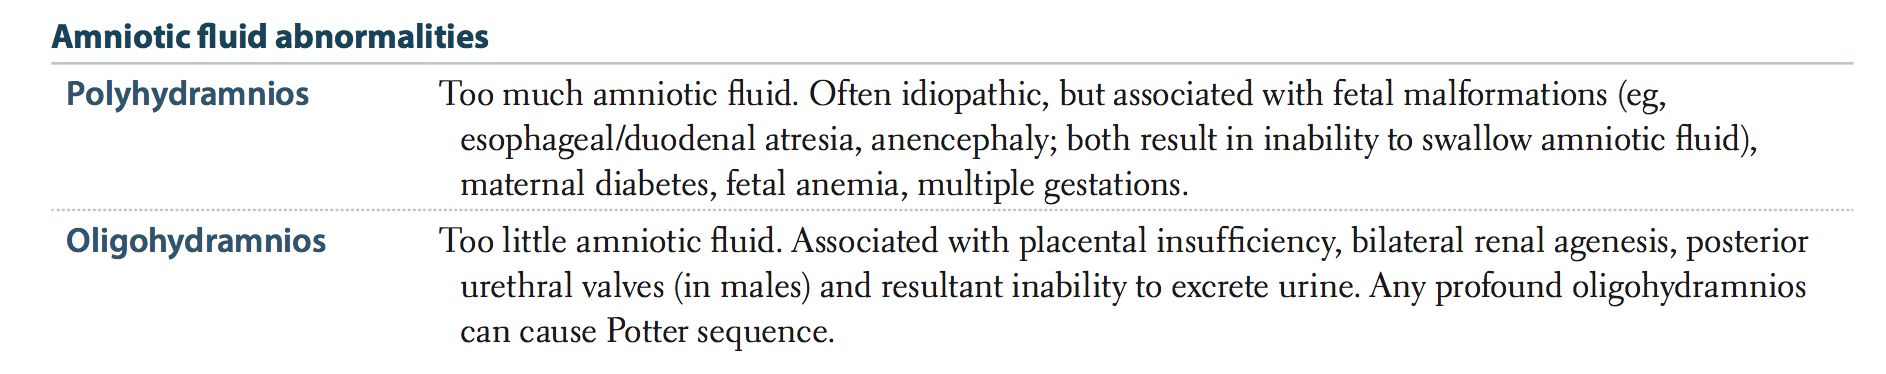 Amniotic fluid abnormalities
Polyhydramnios
Too much amniotic fluid. Often idiopathic, but associated with fetal malformations (eg,
esophageal/duodenal atresia, anencephaly; both result in inability to swallow amniotic fluid),
maternal diabetes, fetal anemia, multiple gestations.
Oligohydramnios
Too little amniotic fluid. Associated with placental insufficiency, bilateral renal agenesis, posterior
urethral valves (in males) and resultant inability to excrete urine. Any profound oligohydramnios
can cause Potter sequence.